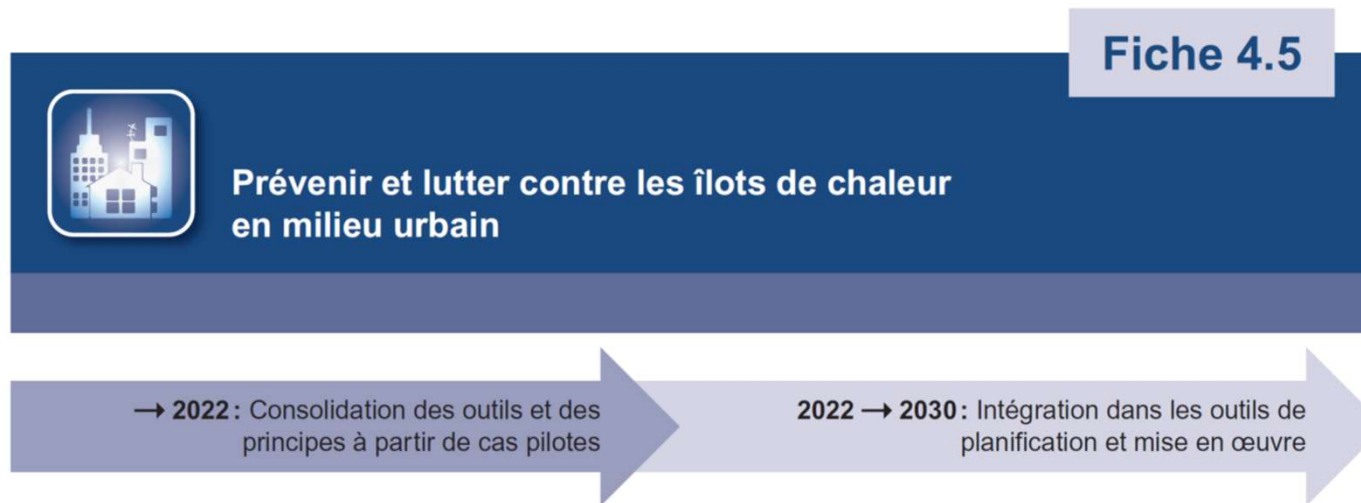 Fiche 4.5
Prévenir et lutter contre les îlots de chaleur
en milieu urbain
→ 2022 : Consolidation des outils et des
principes à partir de cas pilotes
2022 → 2030 : Intégration dans les outils de
planification et mise en œuvre